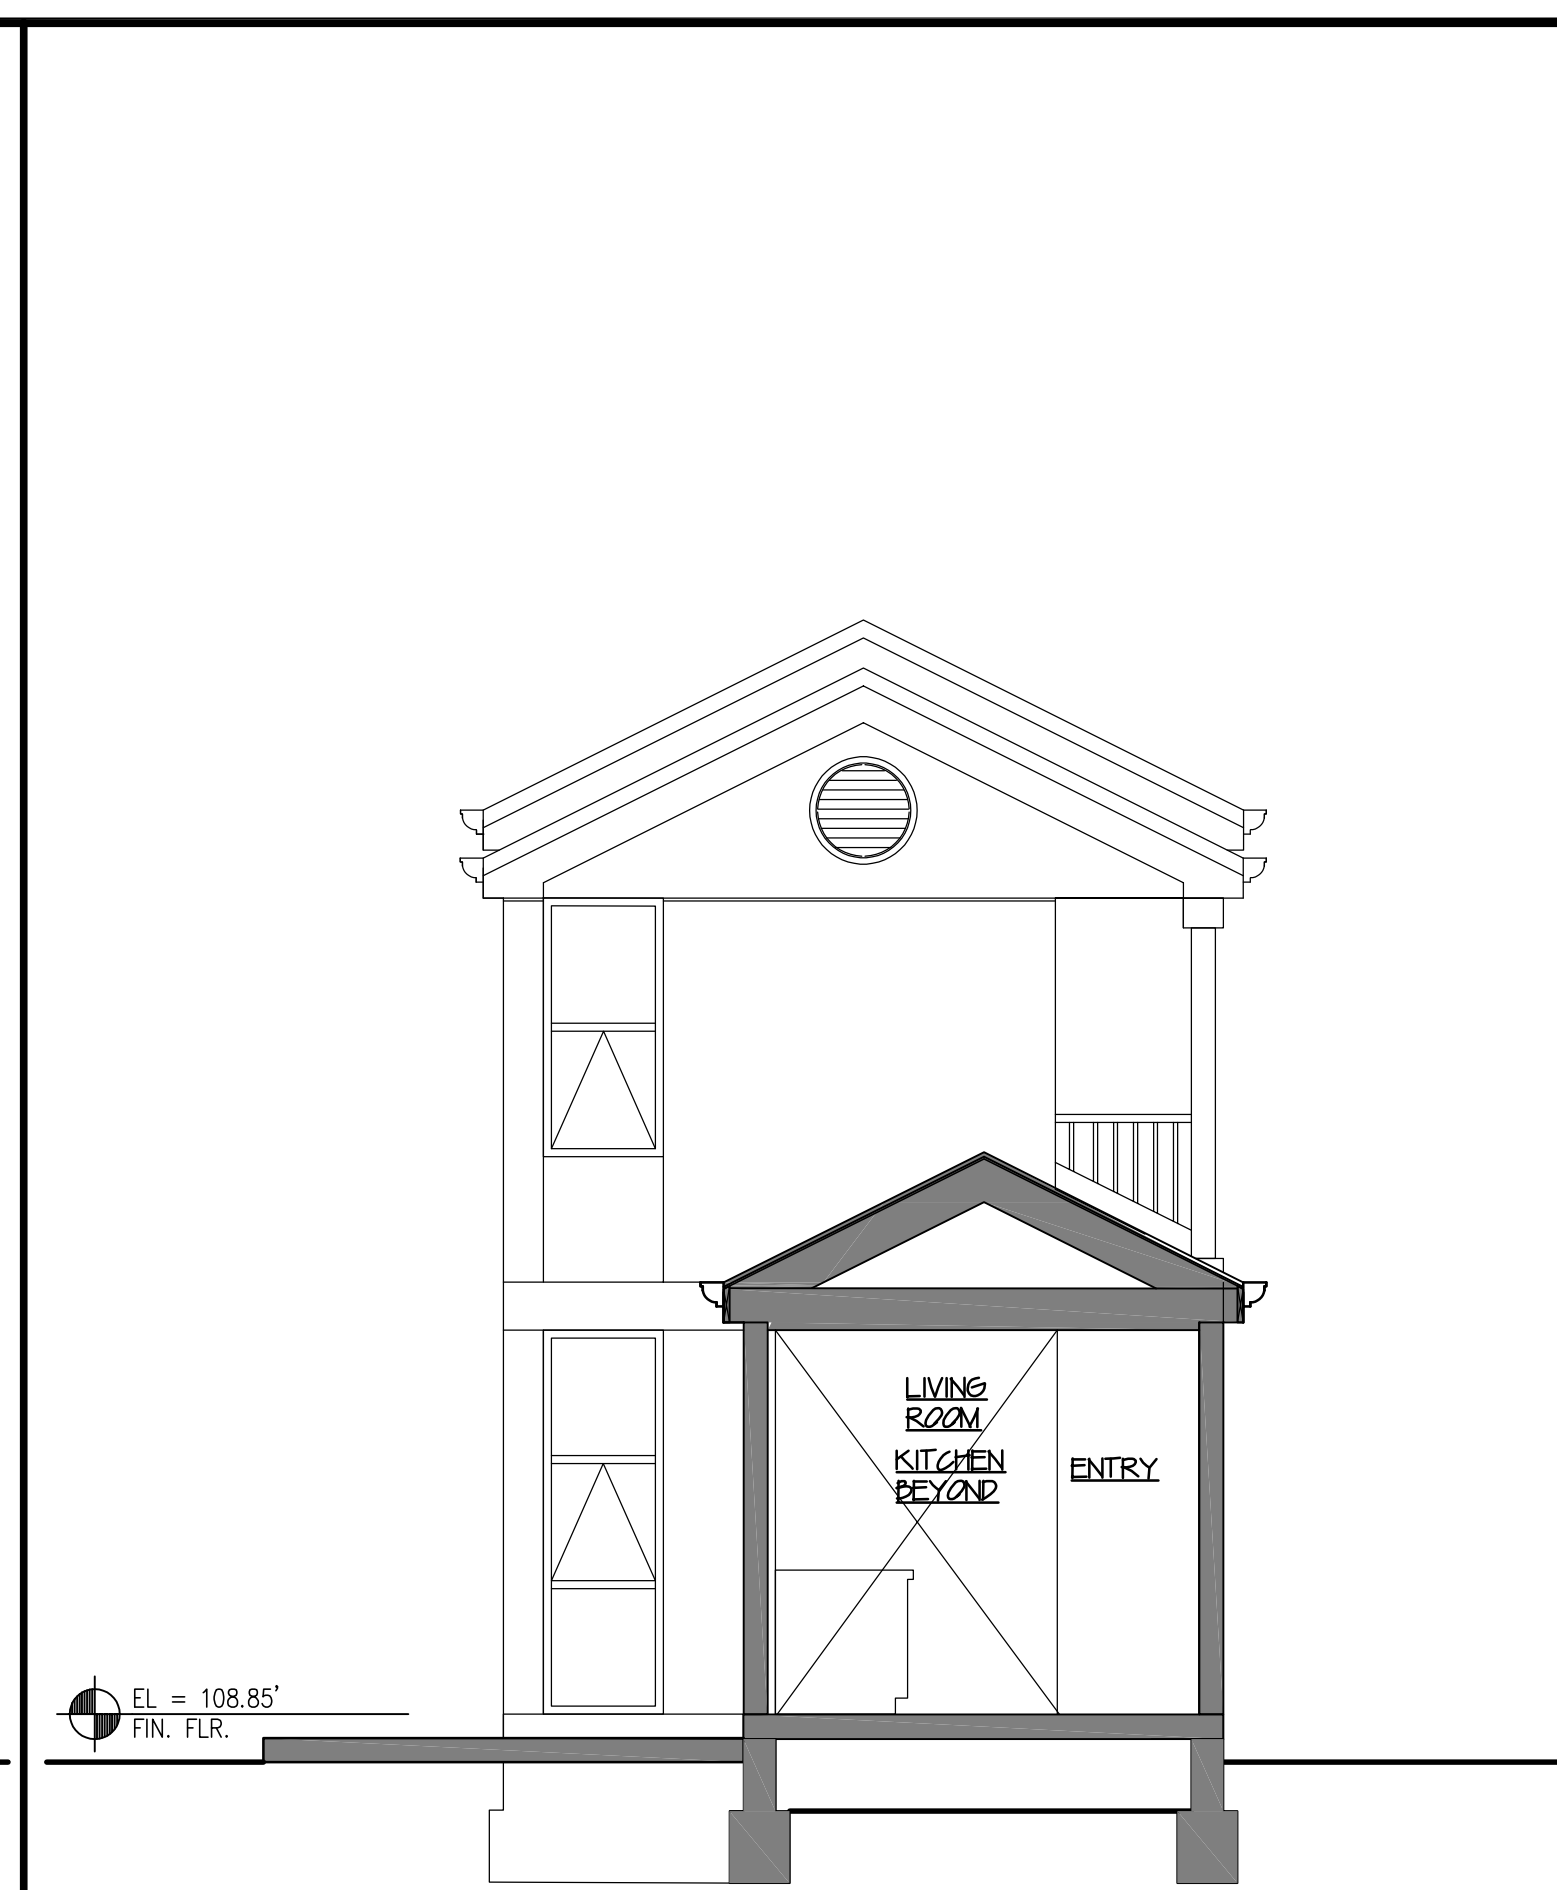 LIVING
ROOM
KITCHEN
BEYOND
ENTRY
EL = 108.85'
FIN. FLR.